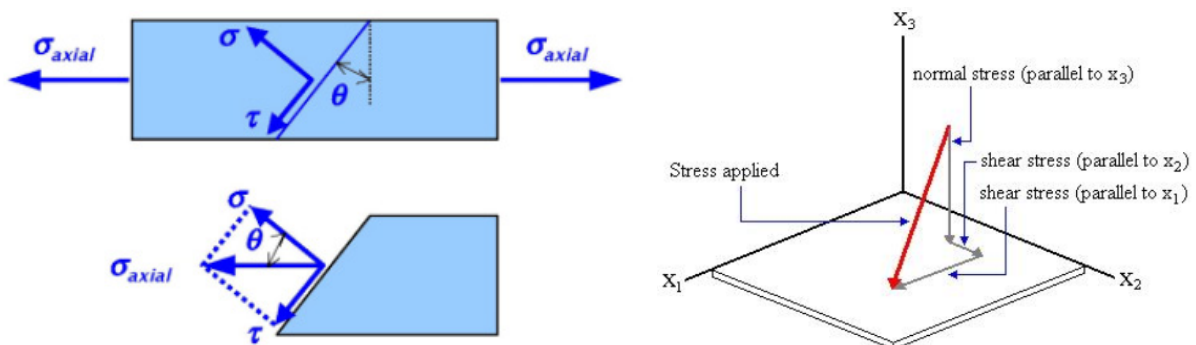 σaxial
σ
θ
τ
σaxial
σ
θ
σaxial
τ
X3
normal stress (parallel to x3)
Stress applied
shear stress (parallel to x2)
shear stress (parallel to x1)
X1
X2